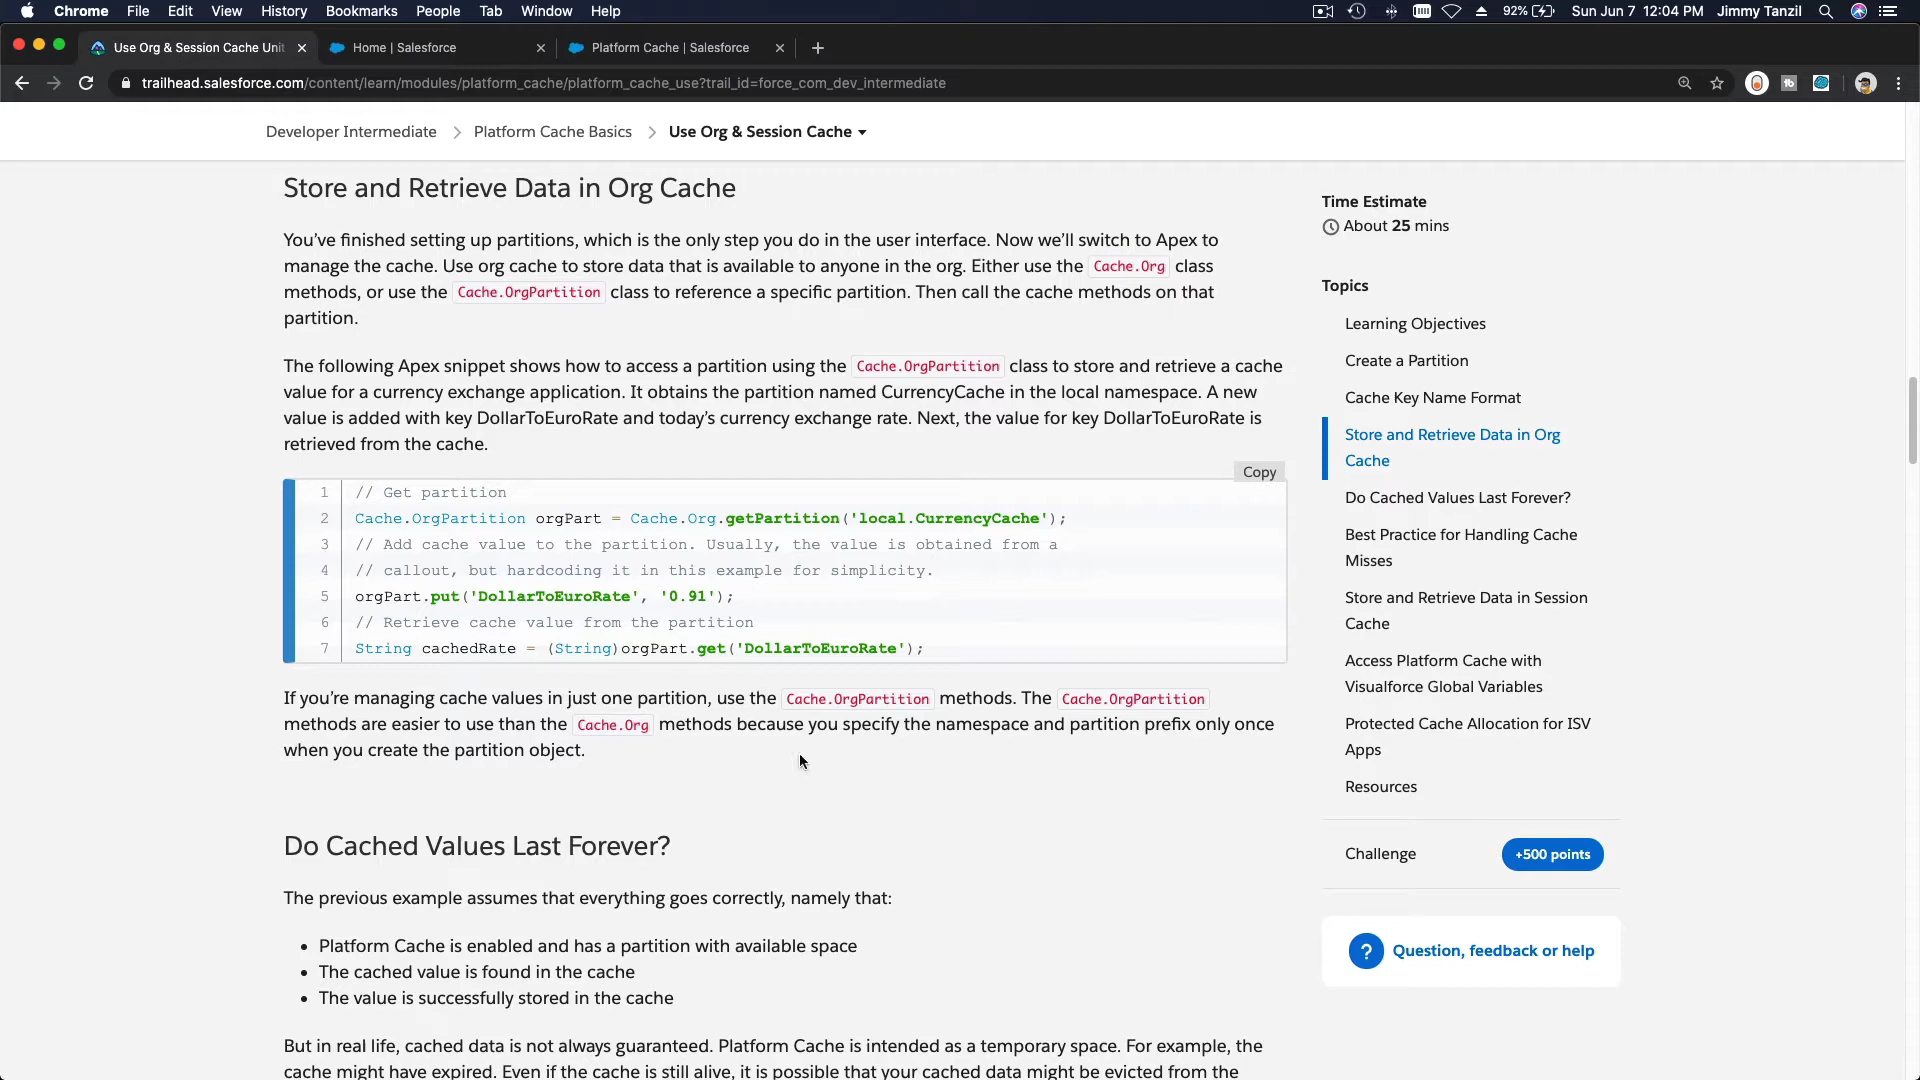 Chrome File Edit View History Bookmarks People Tab Window Help 92% Sun Jun 7 12:04 PM Jimmy Tanzil
Use Org & Session Cache Unit Home | Salesforce Platform Cache | Salesforce
trailhead.salesforce.com/content/learn/modules/platform_cache/platform_cache_use?trail_id=force_com_dev_intermediate
Developer Intermediate Platform Cache Basics Use Org & Session Cache
Store and Retrieve Data in Org Cache
You’ve finished setting up partitions, which is the only step you do in the user interface. Now we’ll switch to Apex to
manage the cache. Use org cache to store data that is available to anyone in the org. Either use the Cache.Org class
methods, or use the Cache.OrgPartition class to reference a specific partition. Then call the cache methods on that
partition.
The following Apex snippet shows how to access a partition using the Cache.OrgPartition class to store and retrieve a cache
value for a currency exchange application. It obtains the partition named CurrencyCache in the local namespace. A new
value is added with key DollarToEuroRate and today’s currency exchange rate. Next, the value for key DollarToEuroRate is
retrieved from the cache.
Copy
1 // Get partition
2 Cache.OrgPartition orgPart = Cache.Org.getPartition('local.CurrencyCache');
3 // Add cache value to the partition. Usually, the value is obtained from a
4 // callout, but hardcoding it in this example for simplicity.
5 orgPart.put('DollarToEuroRate', '0.91');
6 // Retrieve cache value from the partition
7 String cachedRate = (String)orgPart.get('DollarToEuroRate');
If you’re managing cache values in just one partition, use the Cache.OrgPartition methods. The Cache.OrgPartition
methods are easier to use than the Cache.Org methods because you specify the namespace and partition prefix only once
when you create the partition object.
Do Cached Values Last Forever?
The previous example assumes that everything goes correctly, namely that:
• Platform Cache is enabled and has a partition with available space
• The cached value is found in the cache
• The value is successfully stored in the cache
But in real life, cached data is not always guaranteed. Platform Cache is intended as a temporary space. For example, the
cache might have expired. Even if the cache is still alive, it is possible that your cached data might be evicted from the
Time Estimate
About 25 mins
Topics
Learning Objectives
Create a Partition
Cache Key Name Format
Store and Retrieve Data in Org
Cache
Do Cached Values Last Forever?
Best Practice for Handling Cache
Misses
Store and Retrieve Data in Session
Cache
Access Platform Cache with
Visualforce Global Variables
Protected Cache Allocation for ISV
Apps
Resources
Challenge +500 points
? Question, feedback or help